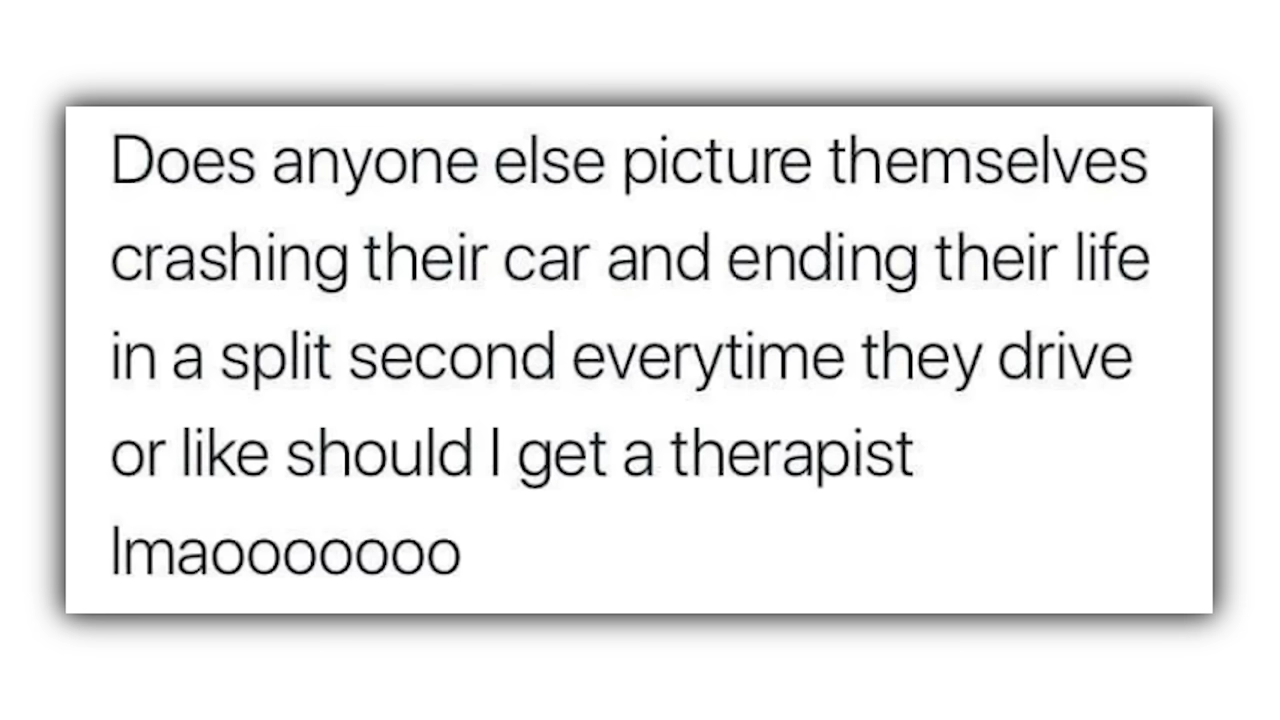 Does anyone else picture themselves
crashing their car and ending their life
in a split second everytime they drive
or like should I get a therapist
lmaooooooo